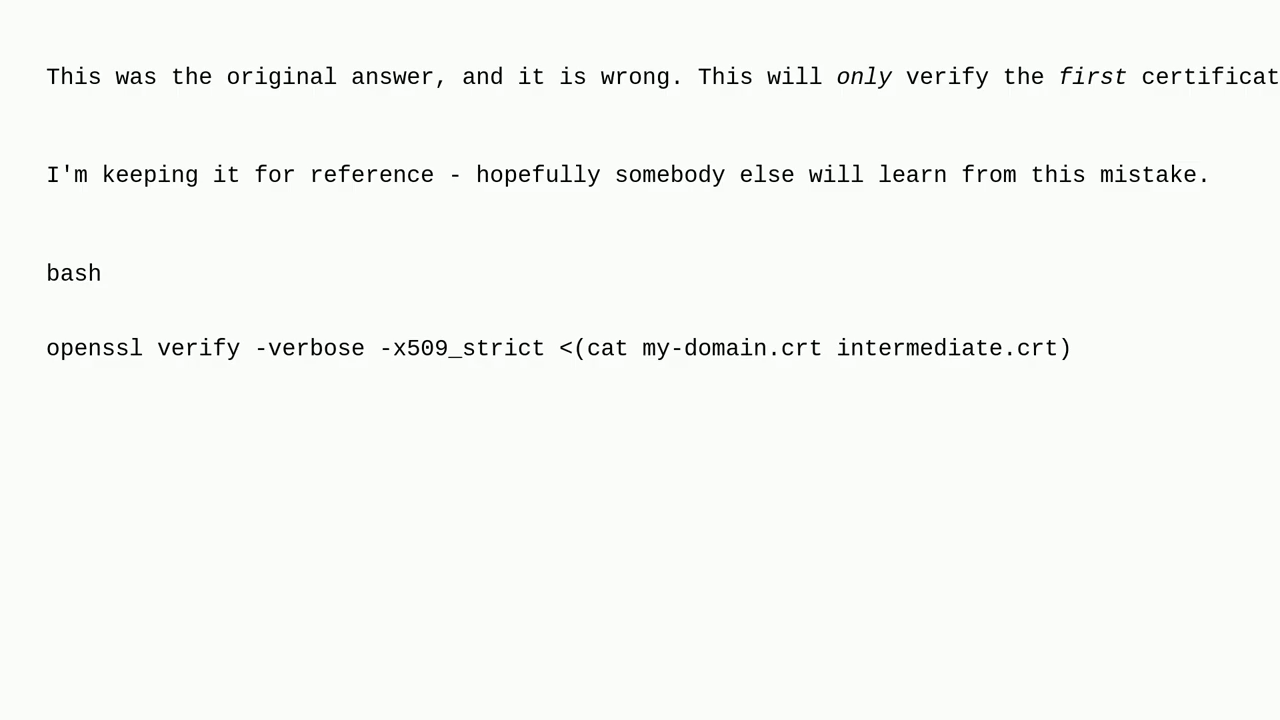 This was the original answer, and it is wrong. This will only verify the first certificat
I'm keeping it for reference - hopefully somebody else will learn from this mistake.
bash
openssl verify -verbose -x509_strict <(cat my-domain.crt intermediate.crt)